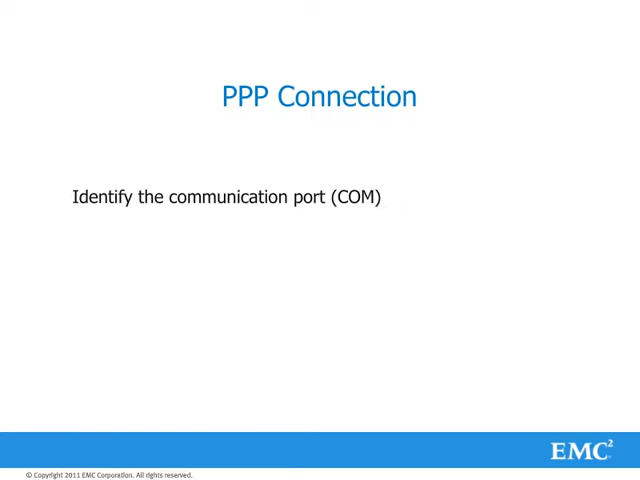 PPP Connection
Identify the communication port (COM)
EMC²
© Copyright 2011 EMC Corporation. All rights reserved.